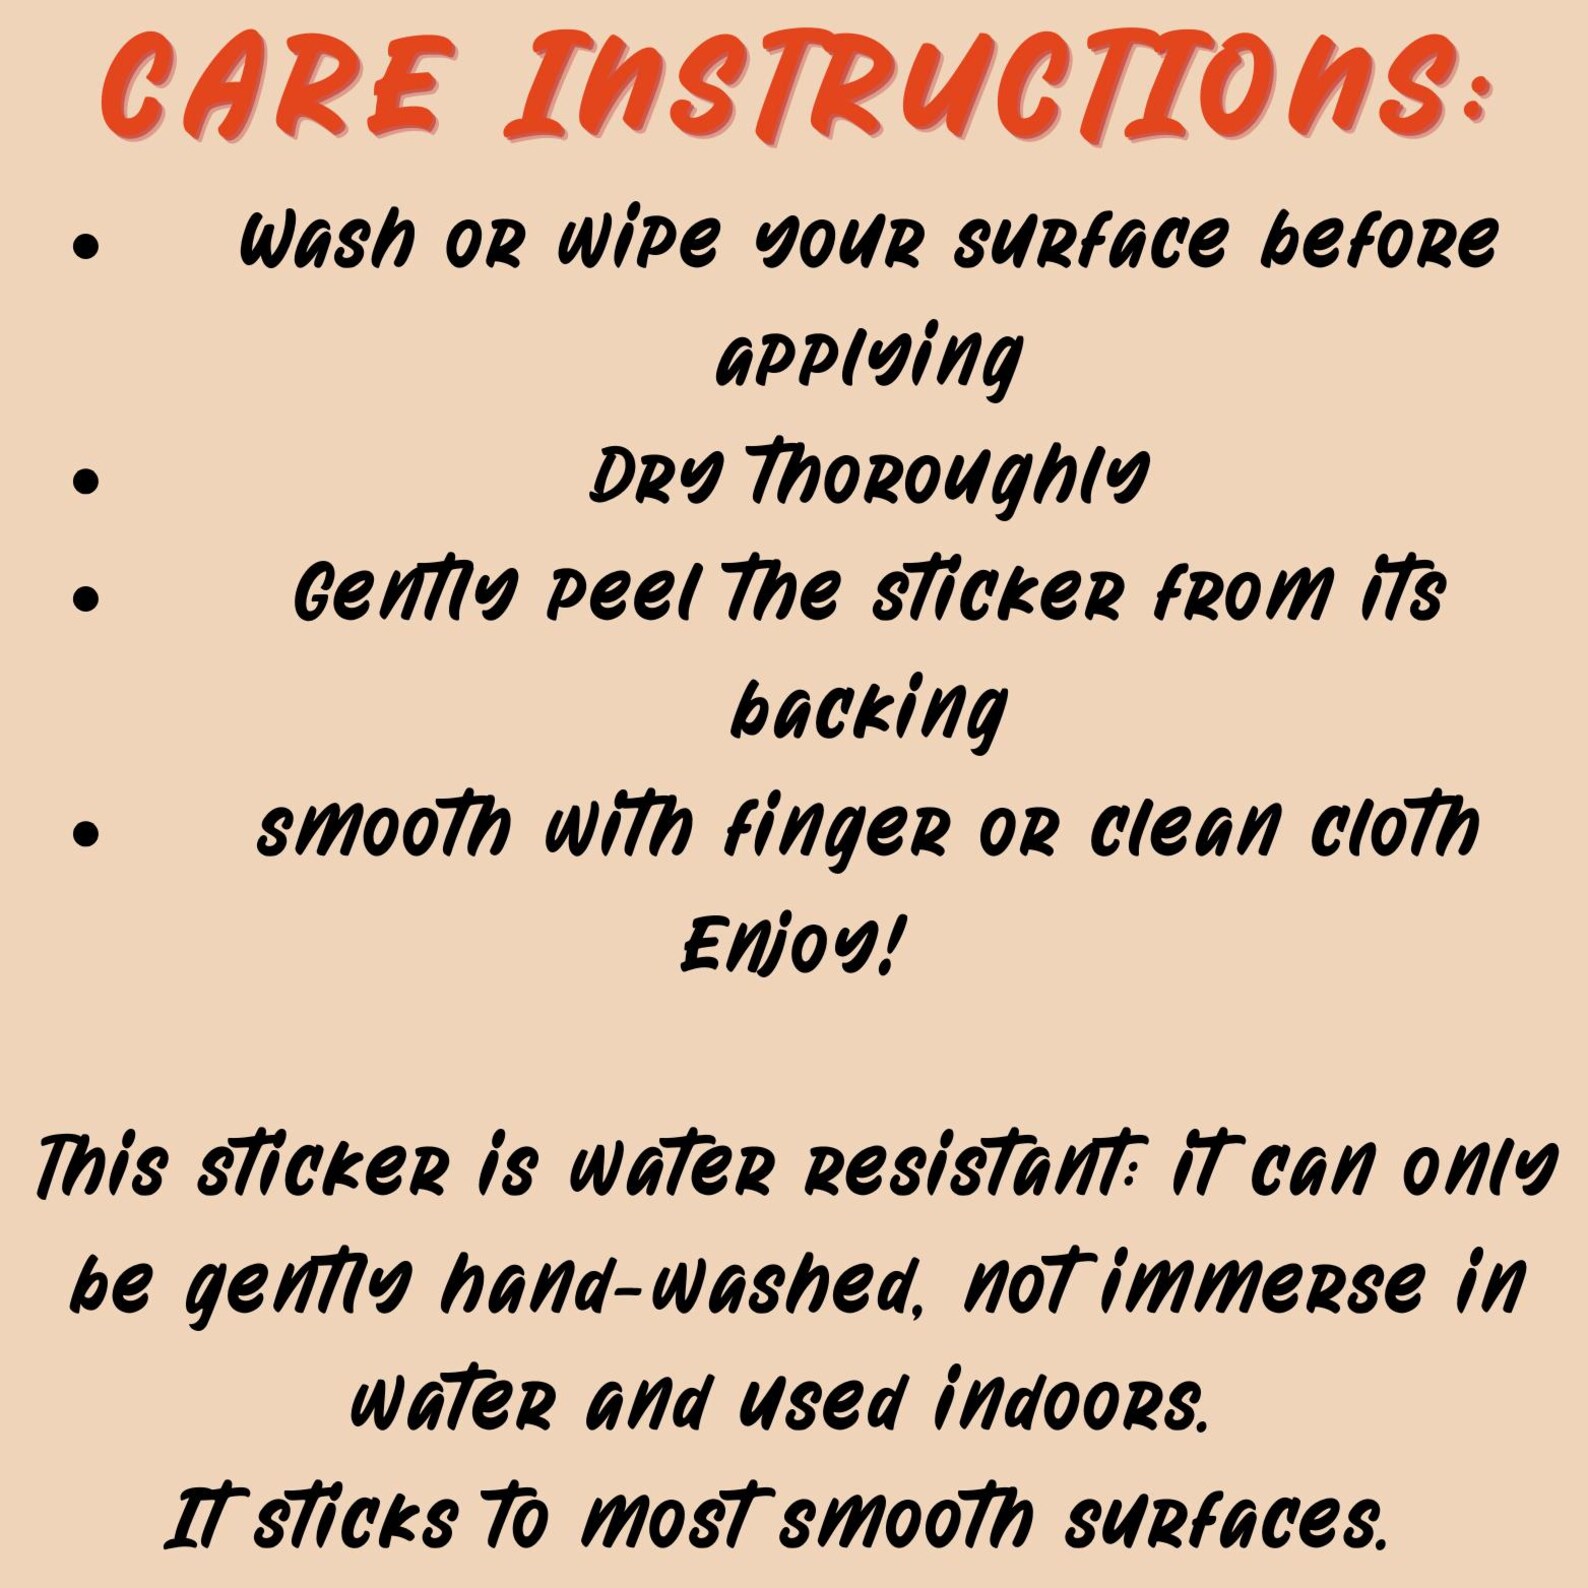 CARE INSTRUCTIONS:
• Wash or wipe your surface before
applying
• Dry thoroughly
• Gently peel the sticker from its
backing
• smooth with finger or clean cloth
Enjoy!
This sticker is water resistant: it can only
be gently hand-washed, not immerse in
water and used indoors.
It sticks to most smooth surfaces.